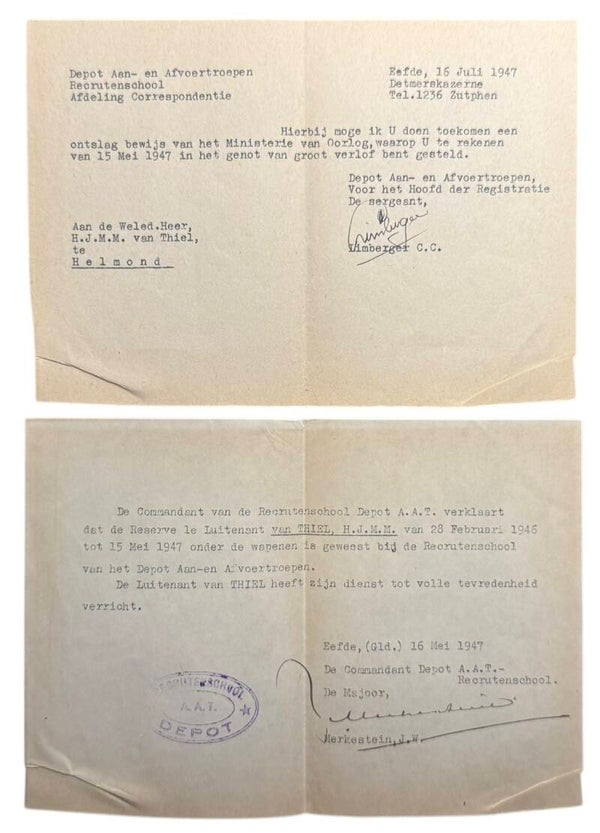 Depot Aan- en Afvoertroepen
Recrutenschool
Afdeling Correspondentie
Eefde, 16 Juli 1947
Detmerskazerne
Tel.1236 Zutphen
Hierbij moge ik U doen toekomen een
ontslag bewijs van het Ministerie van Oorlog, waarop U te rekenen
van 15 Mei 1947 in het genot van groot verlof bent gesteld.
Depot Aan- en Afvoertroepen,
Voor het Hoofd der Registratie
De sergeant,
Limberger
Limberger C.C.
Aan de Weled.Heer,
H.J.M.M. van Thiel,
te
Helmond
De Commandant van de Recrutenschool Depot A.A.T. verklaart
dat de Reserve 1e Luitenant van THIEL, H.J.M.M. van 28 Februari 1946
tot 15 Mei 1947 onder de wapenen is geweest bij de Recrutenschool
van het Depot Aan-en Afvoertroepen.
De Luitenant van THIEL heeft zijn dienst tot volle tevredenheid
verricht.
Eefde, (Gld.) 16 Mei 1947
De Commandant Depot A.A.T.-
Recrutenschool.
De Majoor,
Merkestein, J.W.
RECRUTENSCHOOL
A.A.T.
DEPOT